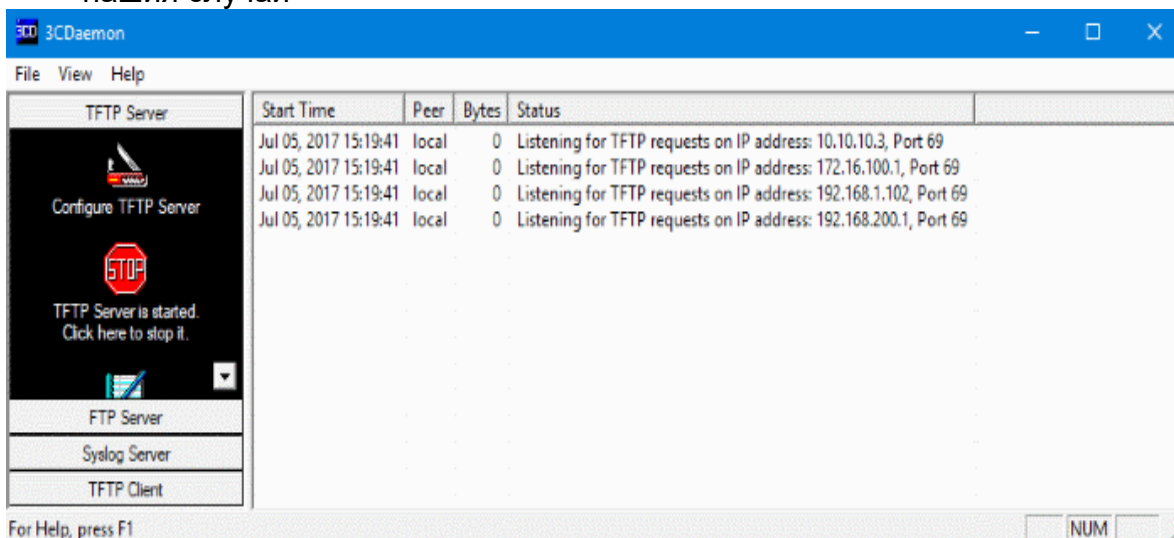 нашия случай
3CD 3CDaemon
File View Help
TFTP Server
Configure TFTP Server
STOP
TFTP Server is started.
Click here to stop it.
FTP Server
Syslog Server
TFTP Client
Start Time Peer Bytes Status
Jul 05, 2017 15:19:41 local 0 Listening for TFTP requests on IP address: 10.10.10.3, Port 69
Jul 05, 2017 15:19:41 local 0 Listening for TFTP requests on IP address: 172.16.100.1, Port 69
Jul 05, 2017 15:19:41 local 0 Listening for TFTP requests on IP address: 192.168.1.102, Port 69
Jul 05, 2017 15:19:41 local 0 Listening for TFTP requests on IP address: 192.168.200.1, Port 69
For Help, press F1
NUM